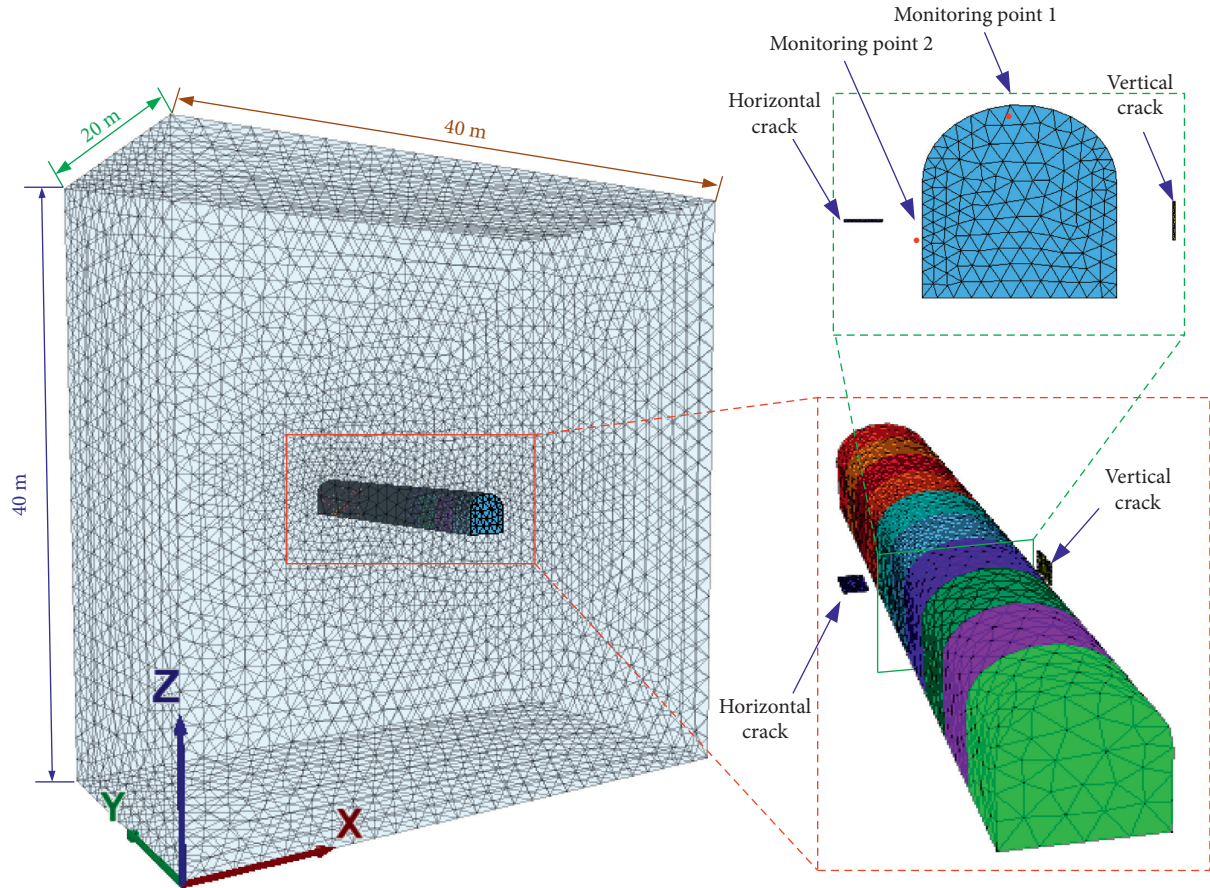 Monitoring point 1
Monitoring point 2
Vertical
crack
Horizontal
crack
20 m
40 m
40 m
Vertical
crack
Horizontal
crack
Z
Y
X